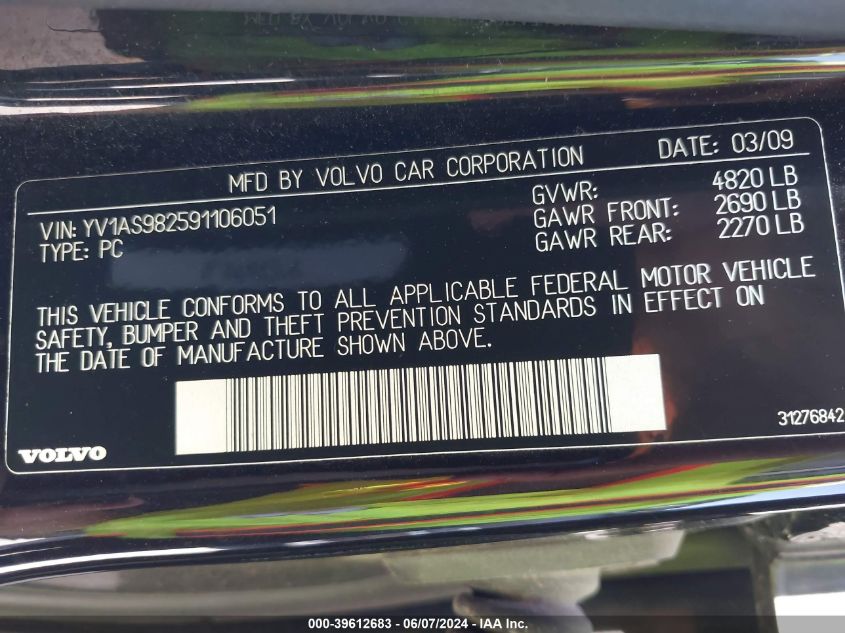 MFD BY VOLVO CAR CORPORATION DATE: 03/09
VIN: YV1AS982591106051
TYPE: PC
GVWR: 4820 LB
GAWR FRONT: 2690 LB
GAWR REAR: 2270 LB
THIS VEHICLE CONFORMS TO ALL APPLICABLE FEDERAL MOTOR VEHICLE
SAFETY, BUMPER AND THEFT PREVENTION STANDARDS IN EFFECT ON
THE DATE OF MANUFACTURE SHOWN ABOVE.
31276842
VOLVO
000-39612683 - 06/07/2024 - IAA Inc.